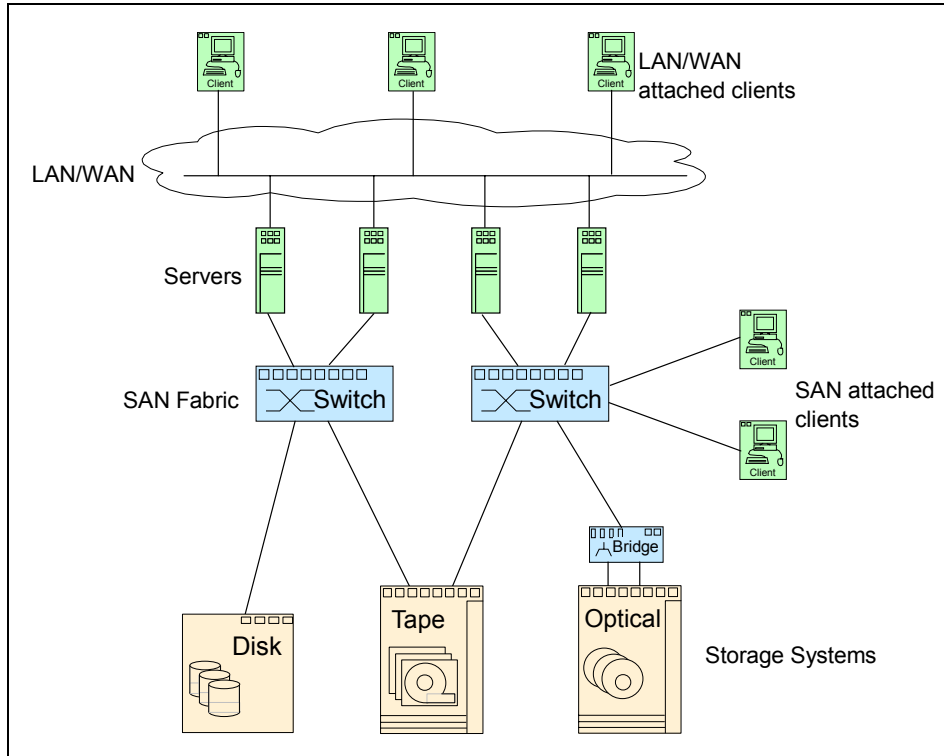 Client
Client
Client
LAN/WAN
attached clients
LAN/WAN
Servers
Client
SAN Fabric
Switch
Switch
SAN attached
clients
Client
Bridge
Disk
Tape
Optical
Storage Systems